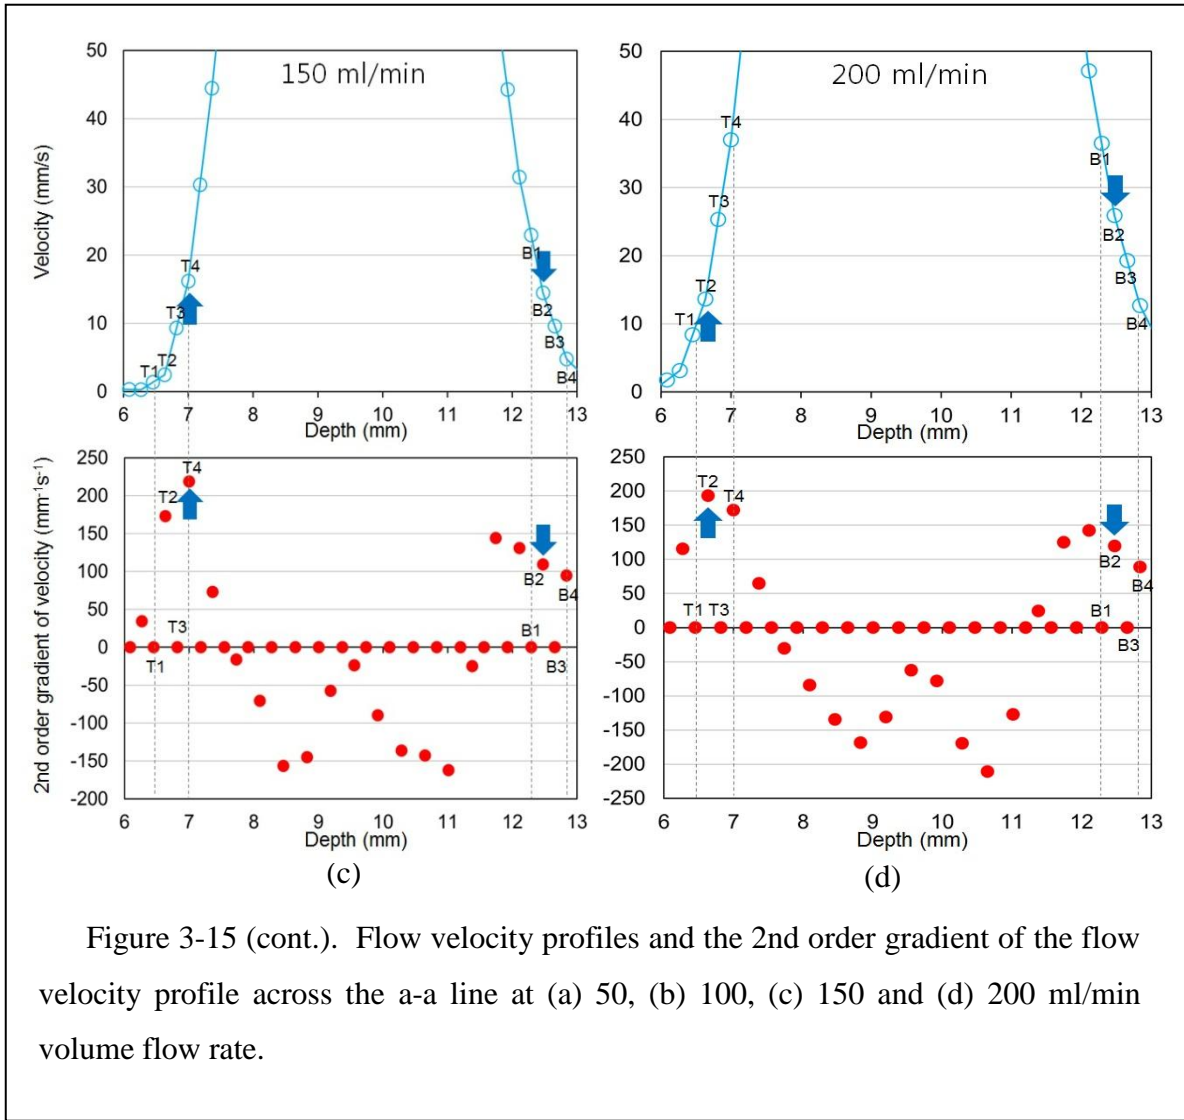 150 ml/min
200 ml/min
Velocity (mm/s)
50
40
30
20
10
0
6 7 8 9 10 11 12 13
Depth (mm)
T1
T2
T3
T4
B1
B2
B3
B4
50
40
30
20
10
0
6 7 8 9 10 11 12 13
Depth (mm)
T1
T2
T3
T4
B1
B2
B3
B4
2nd order gradient of velocity (mm⁻¹s⁻¹)
250
200
150
100
50
0
-50
-100
-150
-200
6 7 8 9 10 11 12 13
Depth (mm)
T4
T2
T3
T1
B2
B4
B1
B3
(c)
250
200
150
100
50
0
-50
-100
-150
-200
-250
6 7 8 9 10 11 12 13
Depth (mm)
T2
T4
T1
T3
B2
B4
B1
B3
(d)
Figure 3-15 (cont.). Flow velocity profiles and the 2nd order gradient of the flow
velocity profile across the a-a line at (a) 50, (b) 100, (c) 150 and (d) 200 ml/min
volume flow rate.